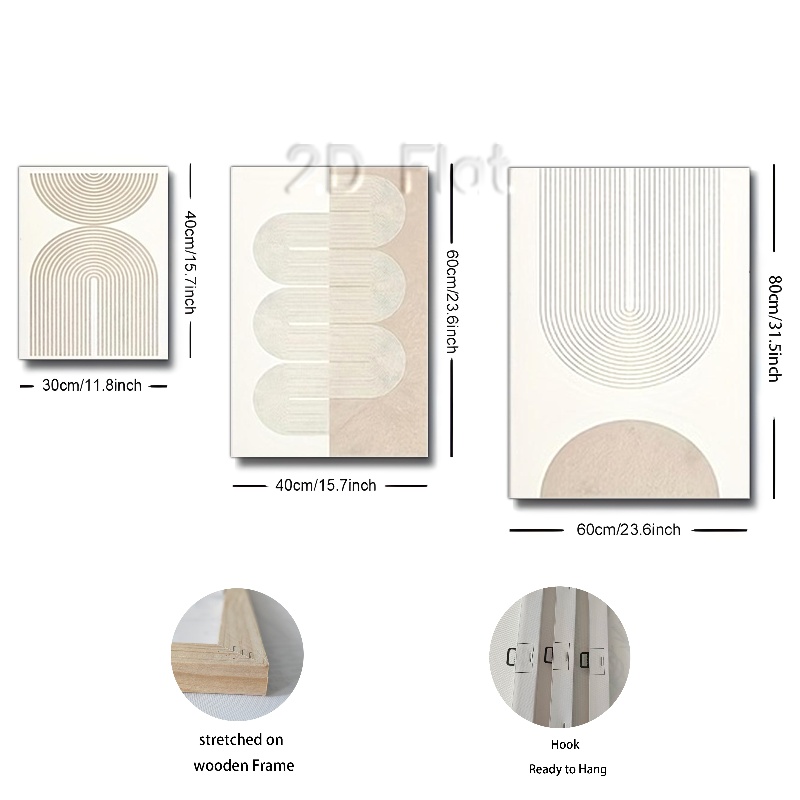 2D Flat
40cm/15.7inch
30cm/11.8inch
60cm/23.6inch
40cm/15.7inch
80cm/31.5inch
60cm/23.6inch
stretched on
wooden Frame
Hook
Ready to Hang